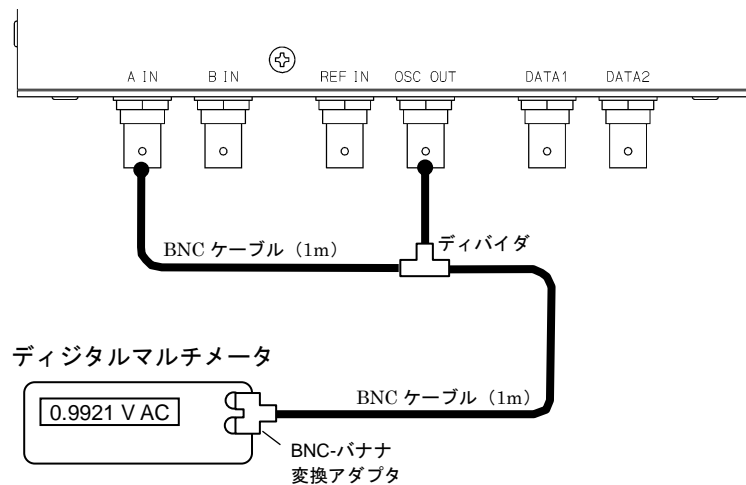 A IN
B IN
REF IN
OSC OUT
DATA1
DATA2
ディバイダ
BNC ケーブル（1m）
ディジタルマルチメータ
0.9921 V AC
BNC ケーブル（1m）
BNC-バナナ
変換アダプタ